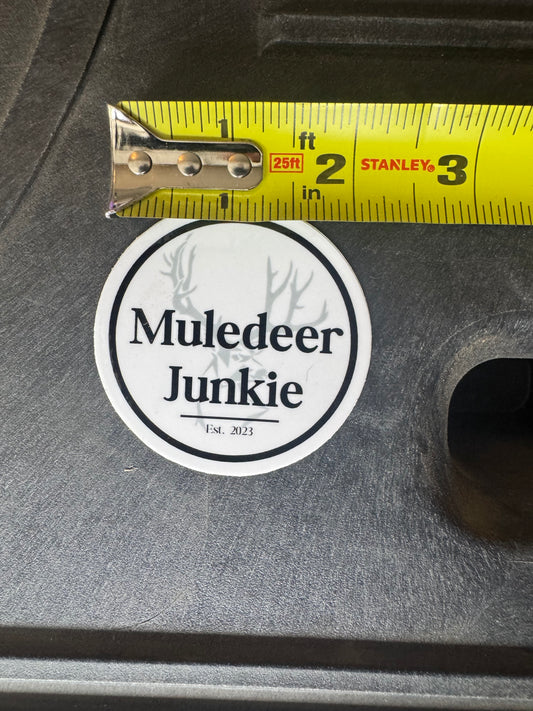 1 ft
25ft 2 STANLEY® 3
in
1
Muledeer
Junkie
Est. 2023